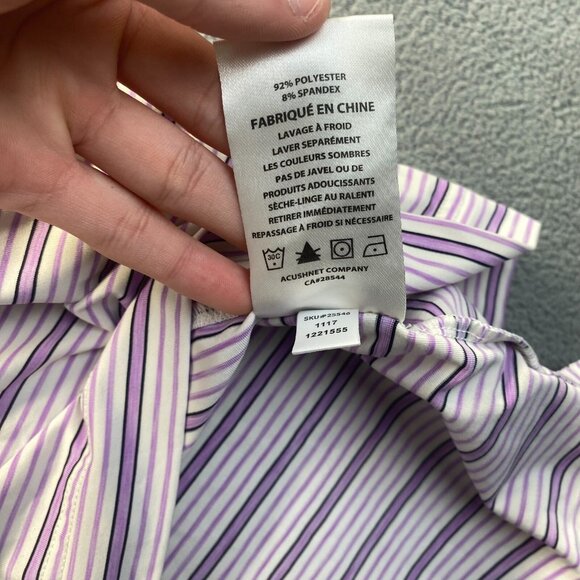 92% POLYESTER
8% SPANDEX
FABRIQUÉ EN CHINE
LAVAGE À FROID
LAVER SEPARÉMENT
LES COULEURS SOMBRES
PAS DE JAVEL OU DE
PRODUITS ADOUCISSANTS
SÈCHE-LINGE AU RALENTI
RETIRER IMMÉDIATEMENT
REPASSAGE À FROID SI NÉCESSAIRE
30C
ACUSHNET COMPANY
CA#28544
SKU#25546
1117
1221555